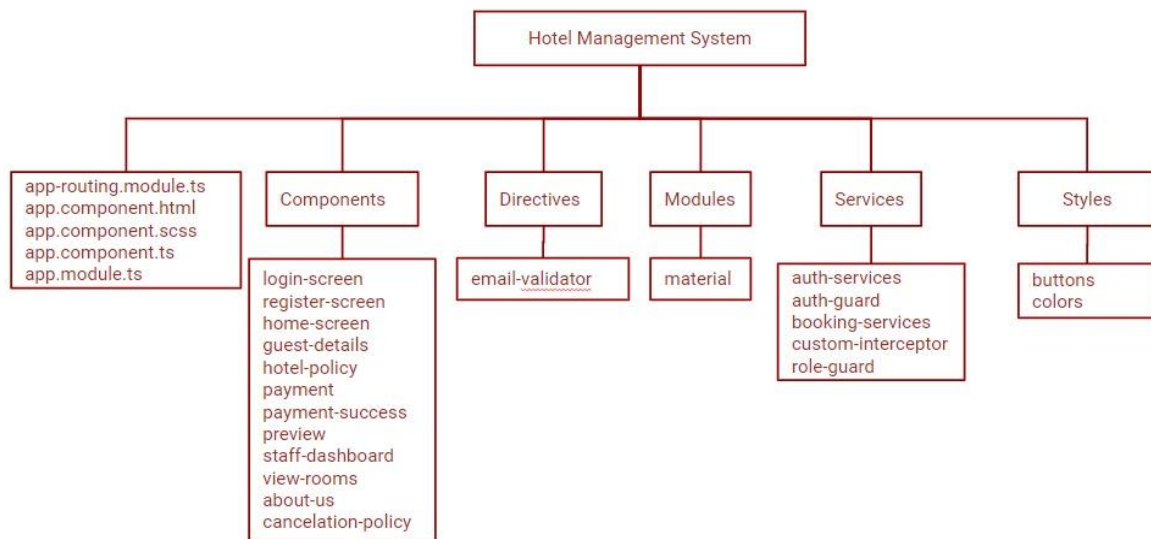 Hotel Management System
app-routing.module.ts
app.component.html
app.component.scss
app.component.ts
app.module.ts
Components
login-screen
register-screen
home-screen
guest-details
hotel-policy
payment
payment-success
preview
staff-dashboard
view-rooms
about-us
cancelation-policy
Directives
email-validator
Modules
material
Services
auth-services
auth-guard
booking-services
custom-interceptor
role-guard
Styles
buttons
colors